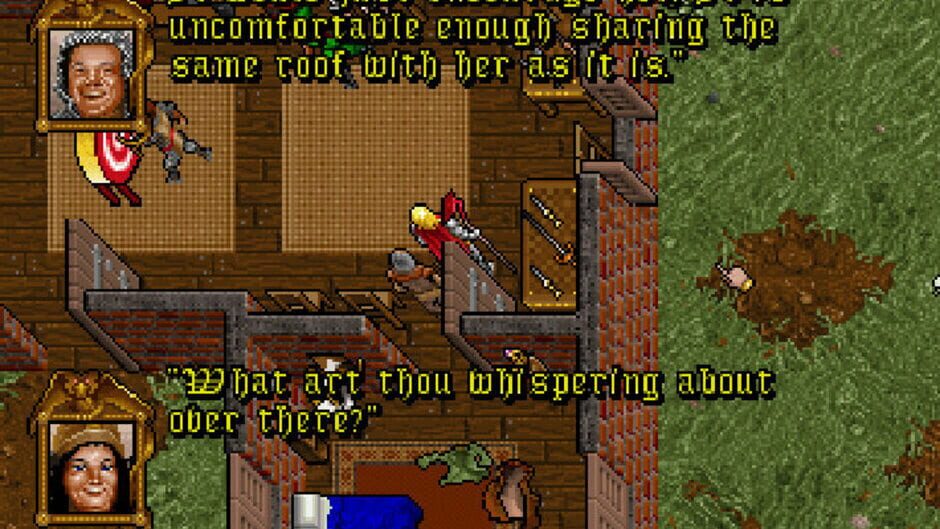 uncomfortable enough sharing the
same roof with her as it is."
"What art thou whispering about
over there?"